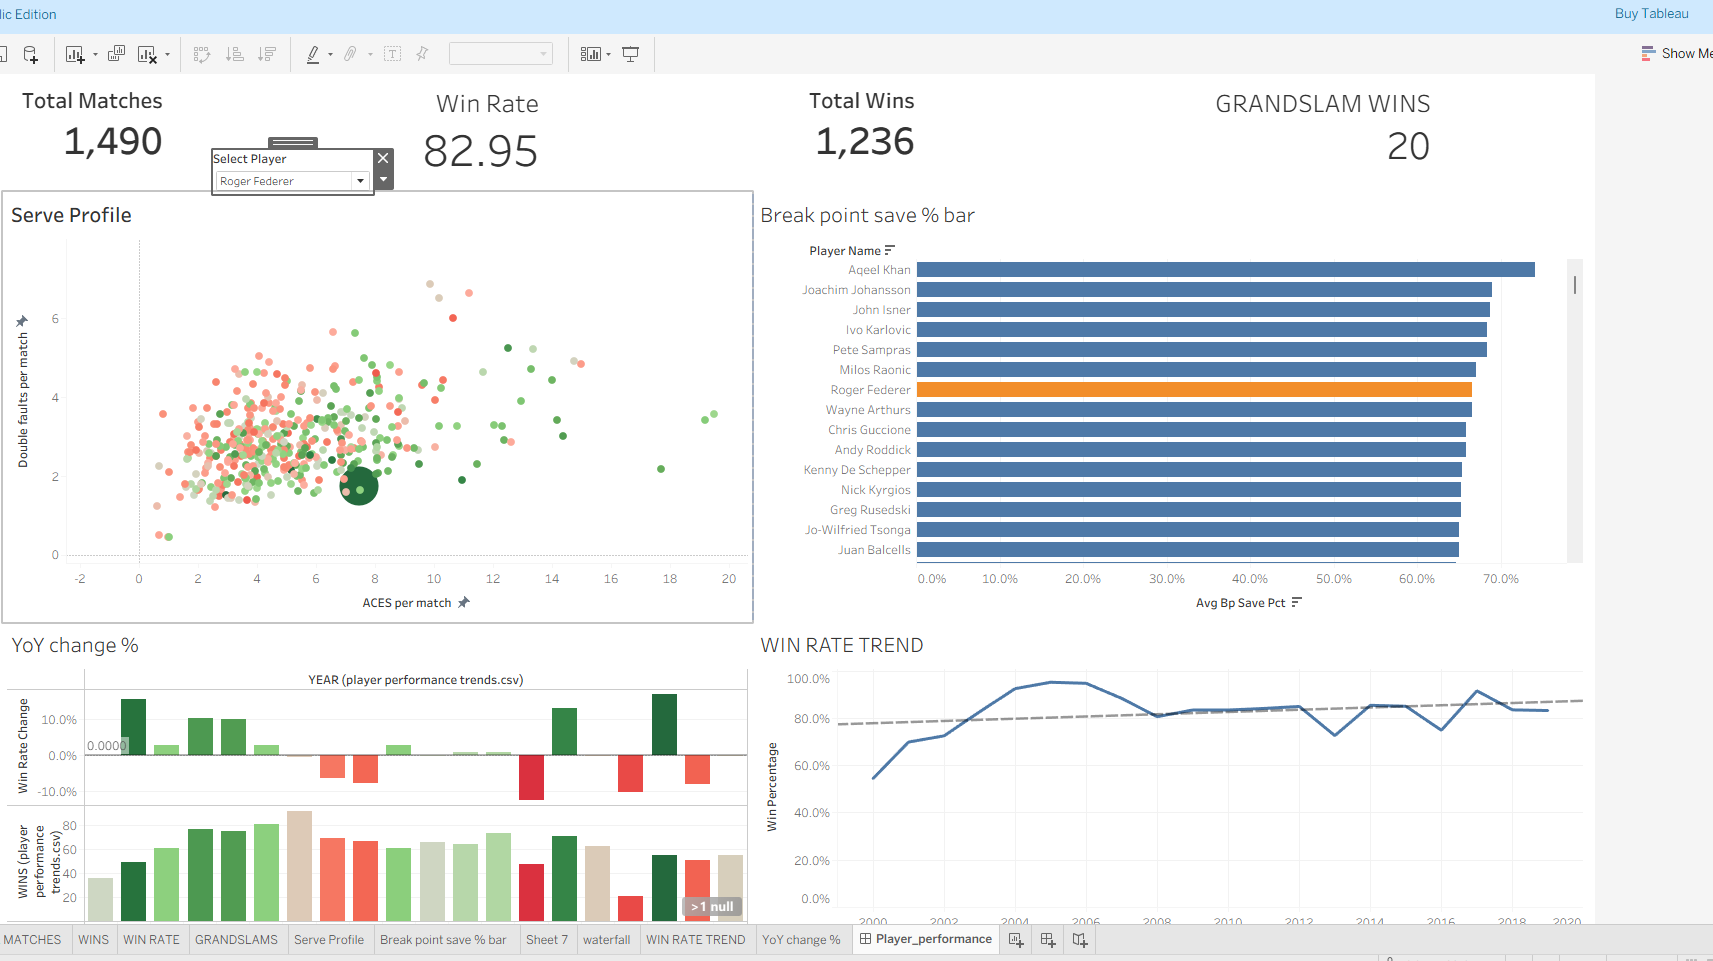 lic Edition
Buy Tableau
Show Me
Total Matches
1,490
Win Rate
82.95
Total Wins
1,236
GRANDSLAM WINS
20
Select Player
Roger Federer
Serve Profile
Double faults per match
6
4
2
0
-2 0 2 4 6 8 10 12 14 16 18 20
ACES per match
Break point save % bar
Player Name
Aqeel Khan
Joachim Johansson
John Isner
Ivo Karlovic
Pete Sampras
Milos Raonic
Roger Federer
Wayne Arthurs
Chris Guccione
Andy Roddick
Kenny De Schepper
Nick Kyrgios
Greg Rusedski
Jo-Wilfried Tsonga
Juan Balcells
0.0% 10.0% 20.0% 30.0% 40.0% 50.0% 60.0% 70.0%
Avg Bp Save Pct
YoY change %
YEAR (player performance trends.csv)
Win Rate Change
10.0%
0.0%
-10.0%
0.0000
WINS (player
performance
trends.csv)
80
60
40
20
>1 null
WIN RATE TREND
Win Percentage
100.0%
80.0%
60.0%
40.0%
20.0%
0.0%
2000 2002 2004 2006 2008 2010 2012 2014 2016 2018 2020
MATCHES WINS WIN RATE GRANDSLAMS Serve Profile Break point save % bar Sheet 7 waterfall WIN RATE TREND YoY change % Player_performance